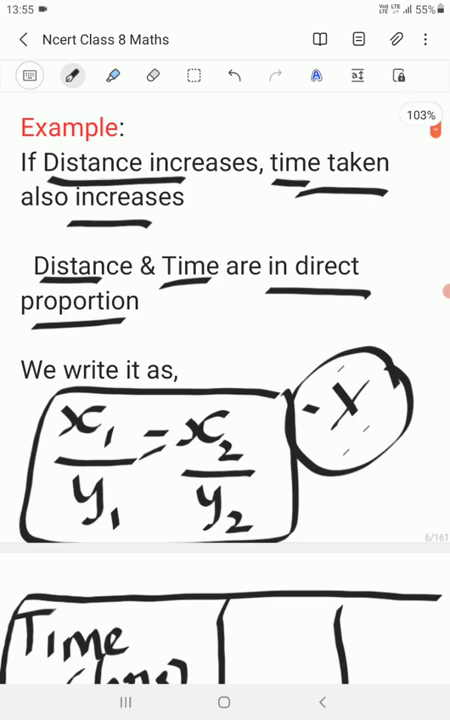 13:55
55%
Ncert Class 8 Maths
103%
Example:
If Distance increases, time taken
also increases
Distance & Time are in direct
proportion
We write it as,
x₁/y₁ = x₂/y₂
6/161
Time